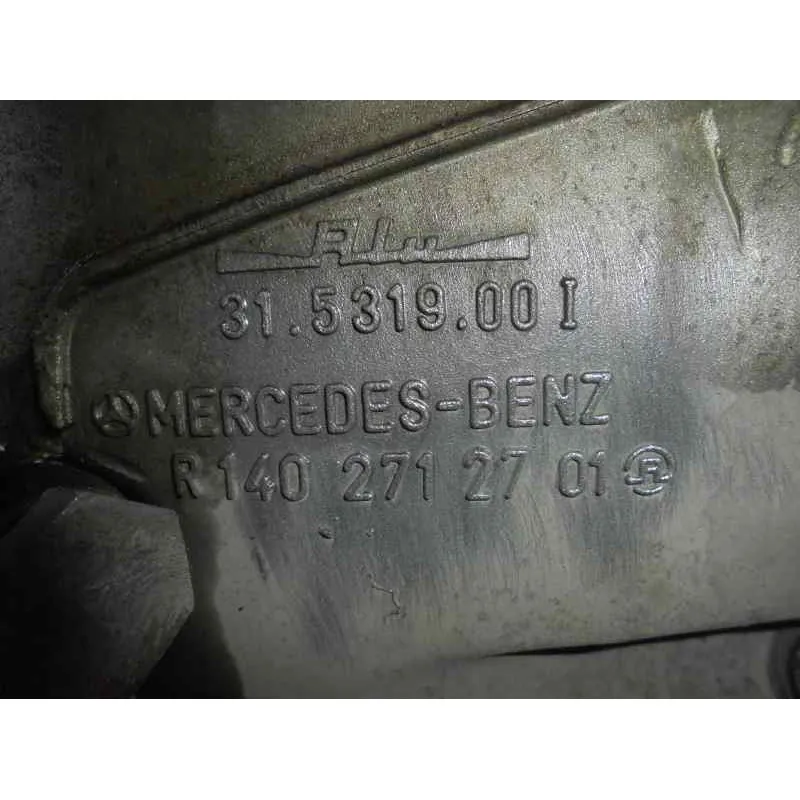 31.5319.00 I
MERCEDES-BENZ
R 140 271 27 01 R